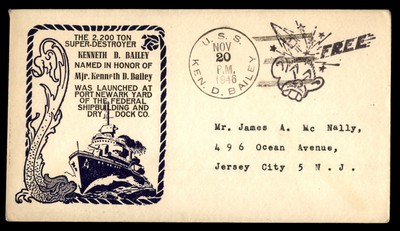 THE 2,200 TON
SUPER-DESTROYER
KENNETH D. BAILEY
NAMED IN HONOR OF
Mjr. Kenneth D. Bailey
WAS LAUNCHED AT
PORT NEWARK YARD
OF THE FEDERAL
SHIPBUILDING AND
DRY DOCK CO.
U.S.S.
NOV
20
P.M.
1946
KEN. D. BAILEY
FREE
Mr. James A. Mc Nally,
496 Ocean Avenue,
Jersey City 5 N.J.